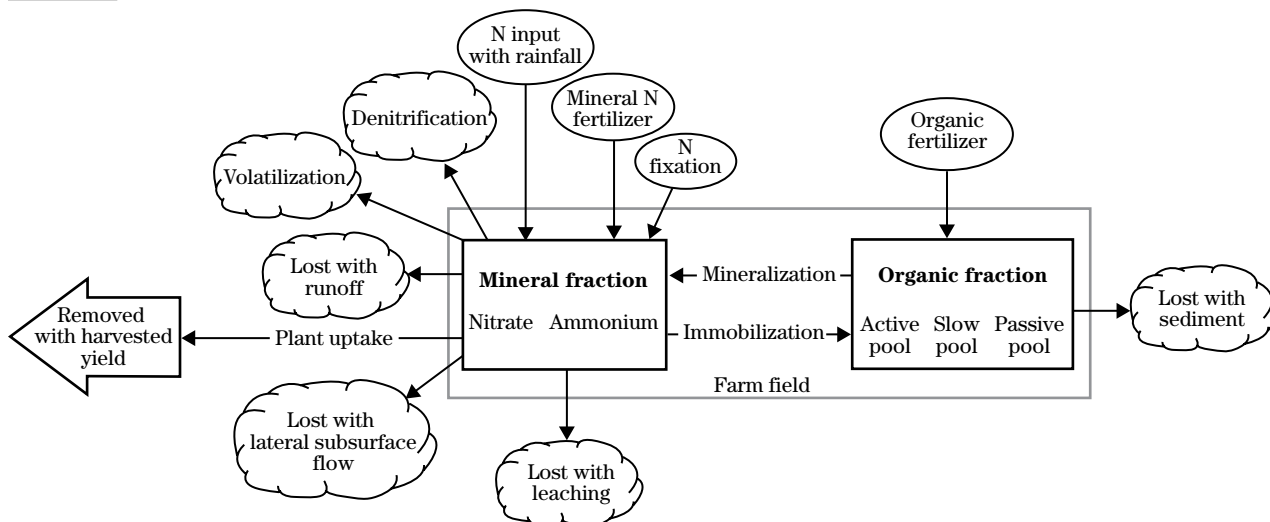 N input
with rainfall
Denitrification
Mineral N
fertilizer
N
fixation
Organic
fertilizer
Volatilization
Lost with
runoff
Mineral fraction
Nitrate Ammonium
Mineralization
Immobilization
Organic fraction
Active
pool
Slow
pool
Passive
pool
Lost with
sediment
Removed
with harvested
yield
Plant uptake
Farm field
Lost with
lateral subsurface
flow
Lost with
leaching